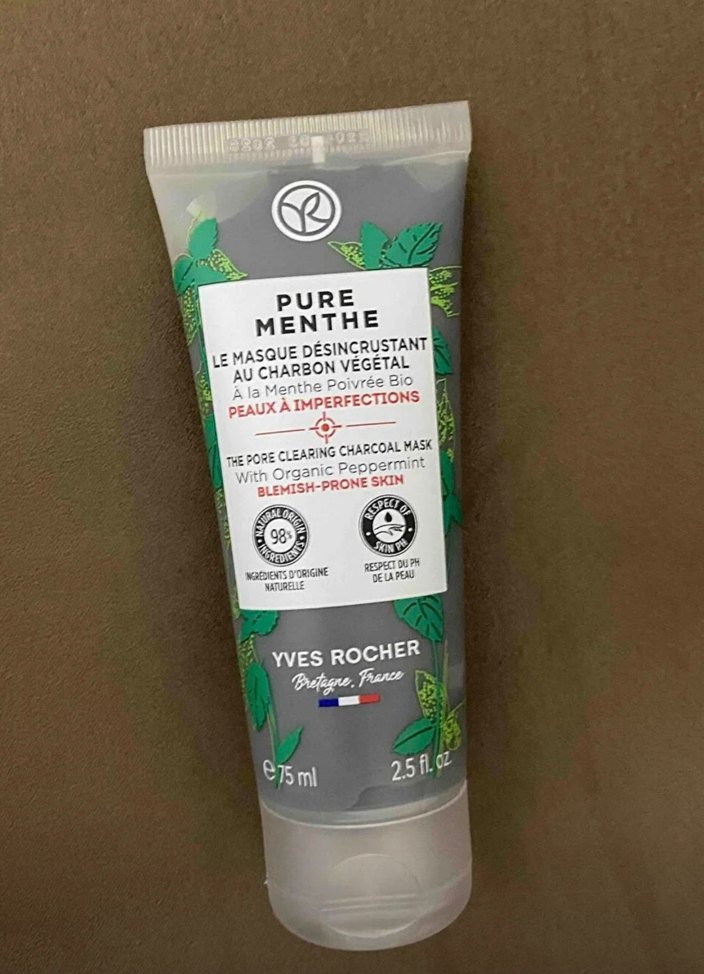 PURE
MENTHE
LE MASQUE DÉSINCRUSTANT
AU CHARBON VÉGÉTAL
À la Menthe Poivrée Bio
PEAUX À IMPERFECTIONS
THE PORE CLEARING CHARCOAL MASK
With Organic Peppermint
BLEMISH-PRONE SKIN
NATURAL ORIGIN
98%
INGREDIENTS
RESPECT OF
SKIN PH
INGRÉDIENTS D'ORIGINE
NATURELLE
RESPECT DU PH
DE LA PEAU
YVES ROCHER
Bretagne, France
℮75 ml
2.5 fl. oz